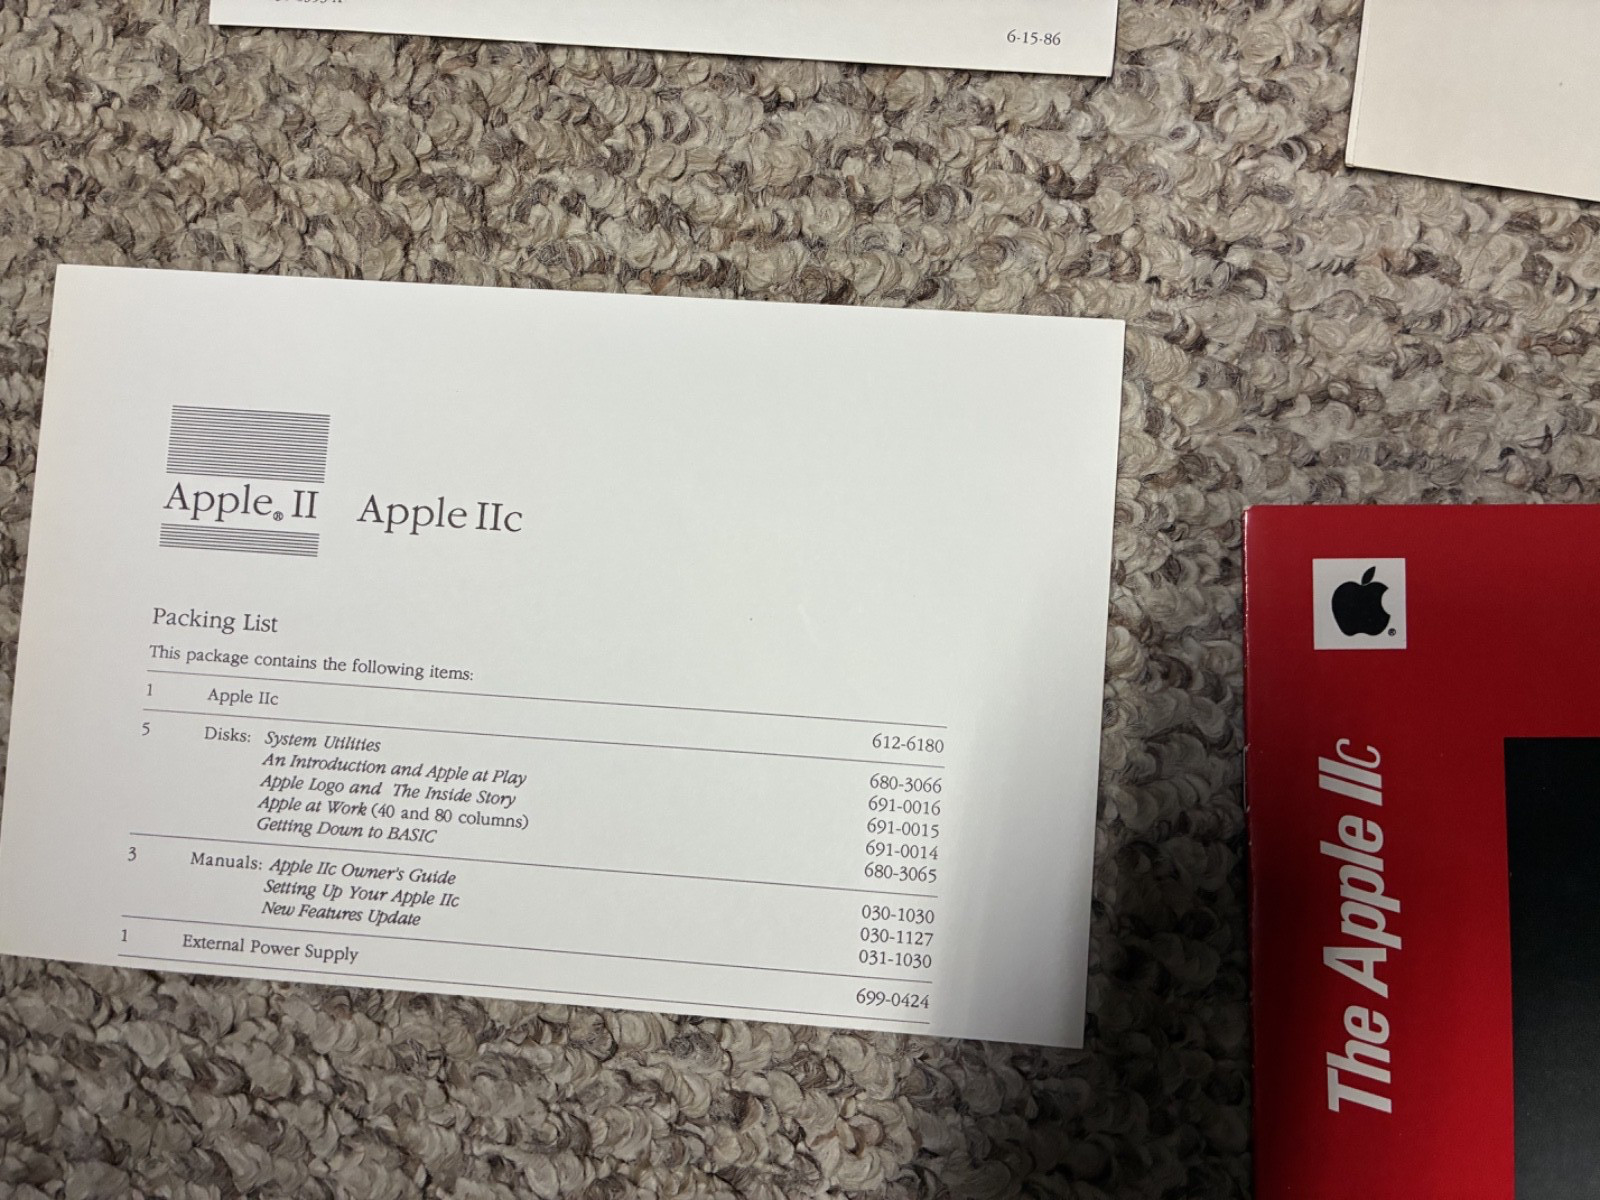 6-15-86
Apple® II Apple IIc
Packing List
This package contains the following items:
1 Apple IIc 612-6180
5 Disks: System Utilities 680-3066
An Introduction and Apple at Play 691-0016
Apple Logo and The Inside Story 691-0015
Apple at Work (40 and 80 columns) 691-0014
Getting Down to BASIC 680-3065
3 Manuals: Apple IIc Owner's Guide 030-1030
Setting Up Your Apple IIc 030-1127
New Features Update 031-1030
1 External Power Supply 699-0424
®
The Apple IIc